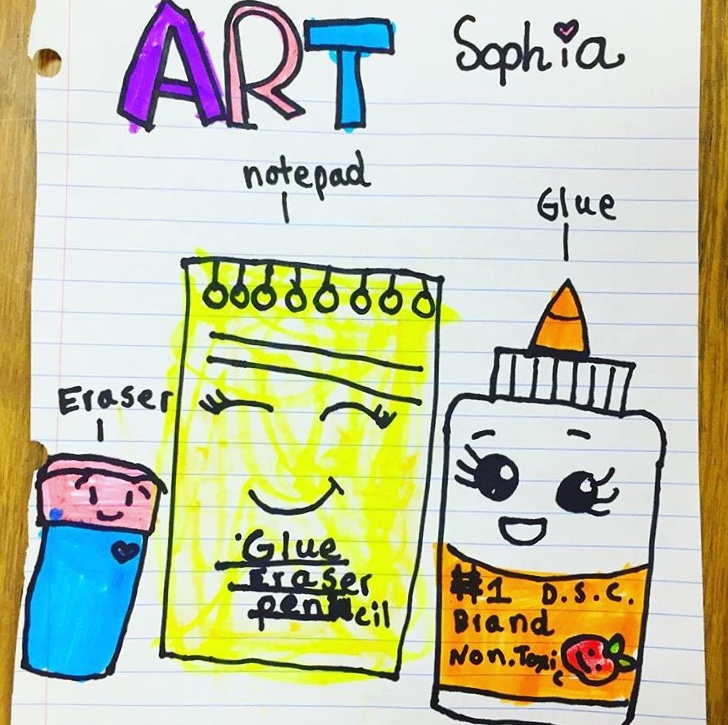 ART
Sophia
notepad
Glue
Eraser
Glue
Eraser
pencil
#1 D.S.C.
Brand
Non.Toxic